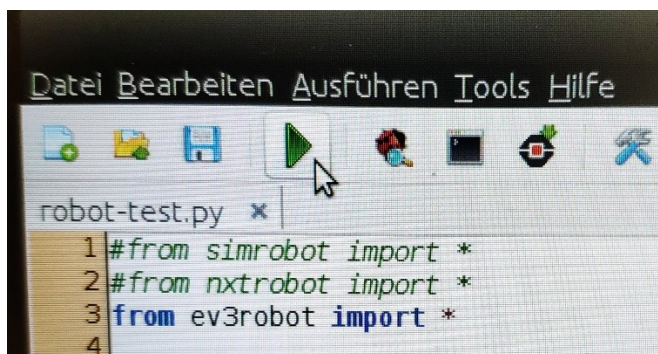 Datei Bearbeiten Ausführen Tools Hilfe
robot-test.py ×
1 #from simrobot import *
2 #from nxtrobot import *
3 from ev3robot import *
4